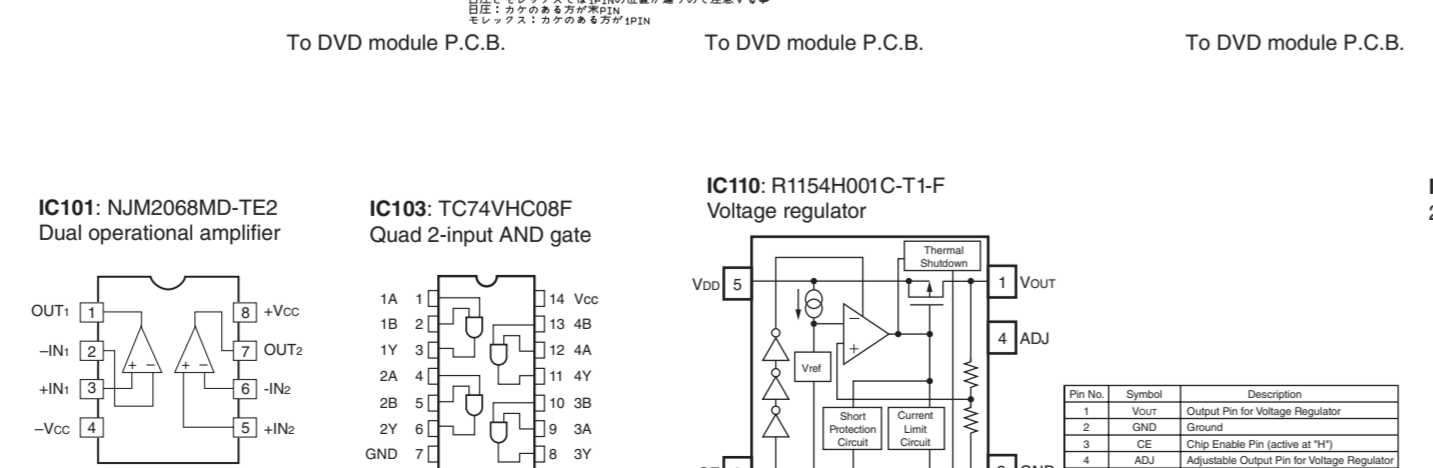 日圧:カケのある方が末PIN
モレックス:カケのある方が1PIN
To DVD module P.C.B.
To DVD module P.C.B.
To DVD module P.C.B.
IC101: NJM2068MD-TE2
Dual operational amplifier
OUT1 1
–IN1 2
+IN1 3
–VCC 4
8 +VCC
7 OUT2
6 -IN2
5 +IN2
+ –
+ –
IC103: TC74VHC08F
Quad 2-input AND gate
1A 1
1B 2
1Y 3
2A 4
2B 5
2Y 6
GND 7
14 Vcc
13 4B
12 4A
11 4Y
10 3B
9 3A
8 3Y
IC110: R1154H001C-T1-F
Voltage regulator
VDD 5
Thermal
Shutdown
1 VOUT
4 ADJ
–
+
Vref
Short
Protection
Circuit
Current
Limit
Circuit
GND
Pin No. Symbol Description
1 VOUT Output Pin for Voltage Regulator
2 GND Ground
3 CE Chip Enable Pin (active at "H")
4 ADJ Adjustable Output Pin for Voltage Regulator